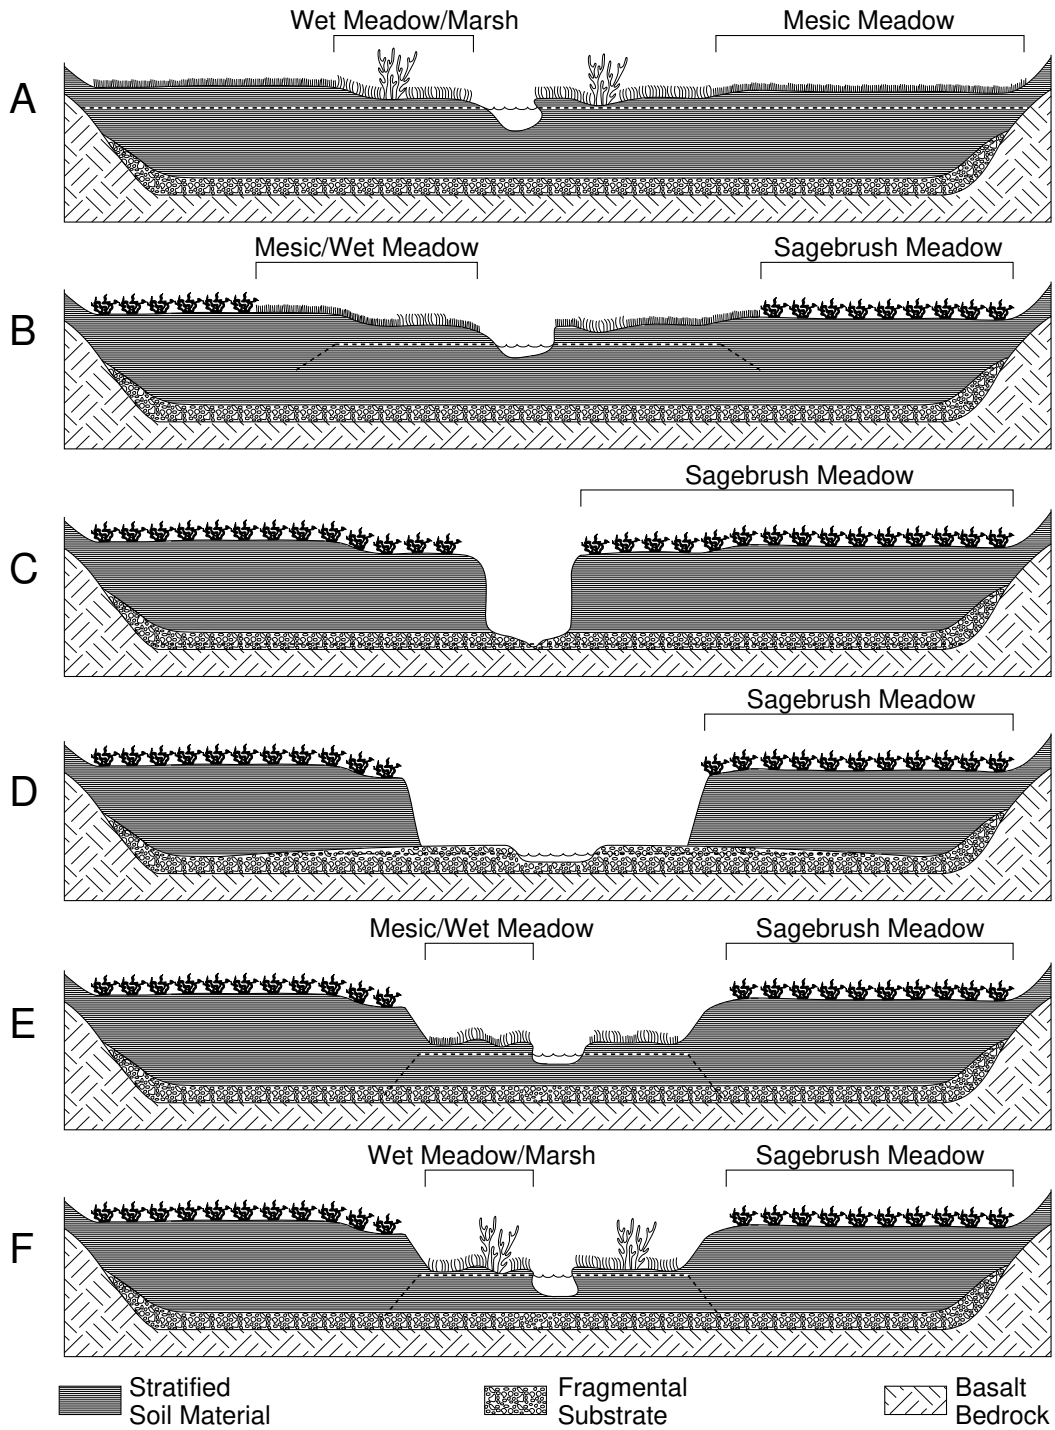 Wet Meadow/Marsh
Mesic Meadow
A
Mesic/Wet Meadow
Sagebrush Meadow
B
Sagebrush Meadow
C
Sagebrush Meadow
D
Mesic/Wet Meadow
Sagebrush Meadow
E
Wet Meadow/Marsh
Sagebrush Meadow
F
Stratified
Soil Material
Fragmental
Substrate
Basalt
Bedrock